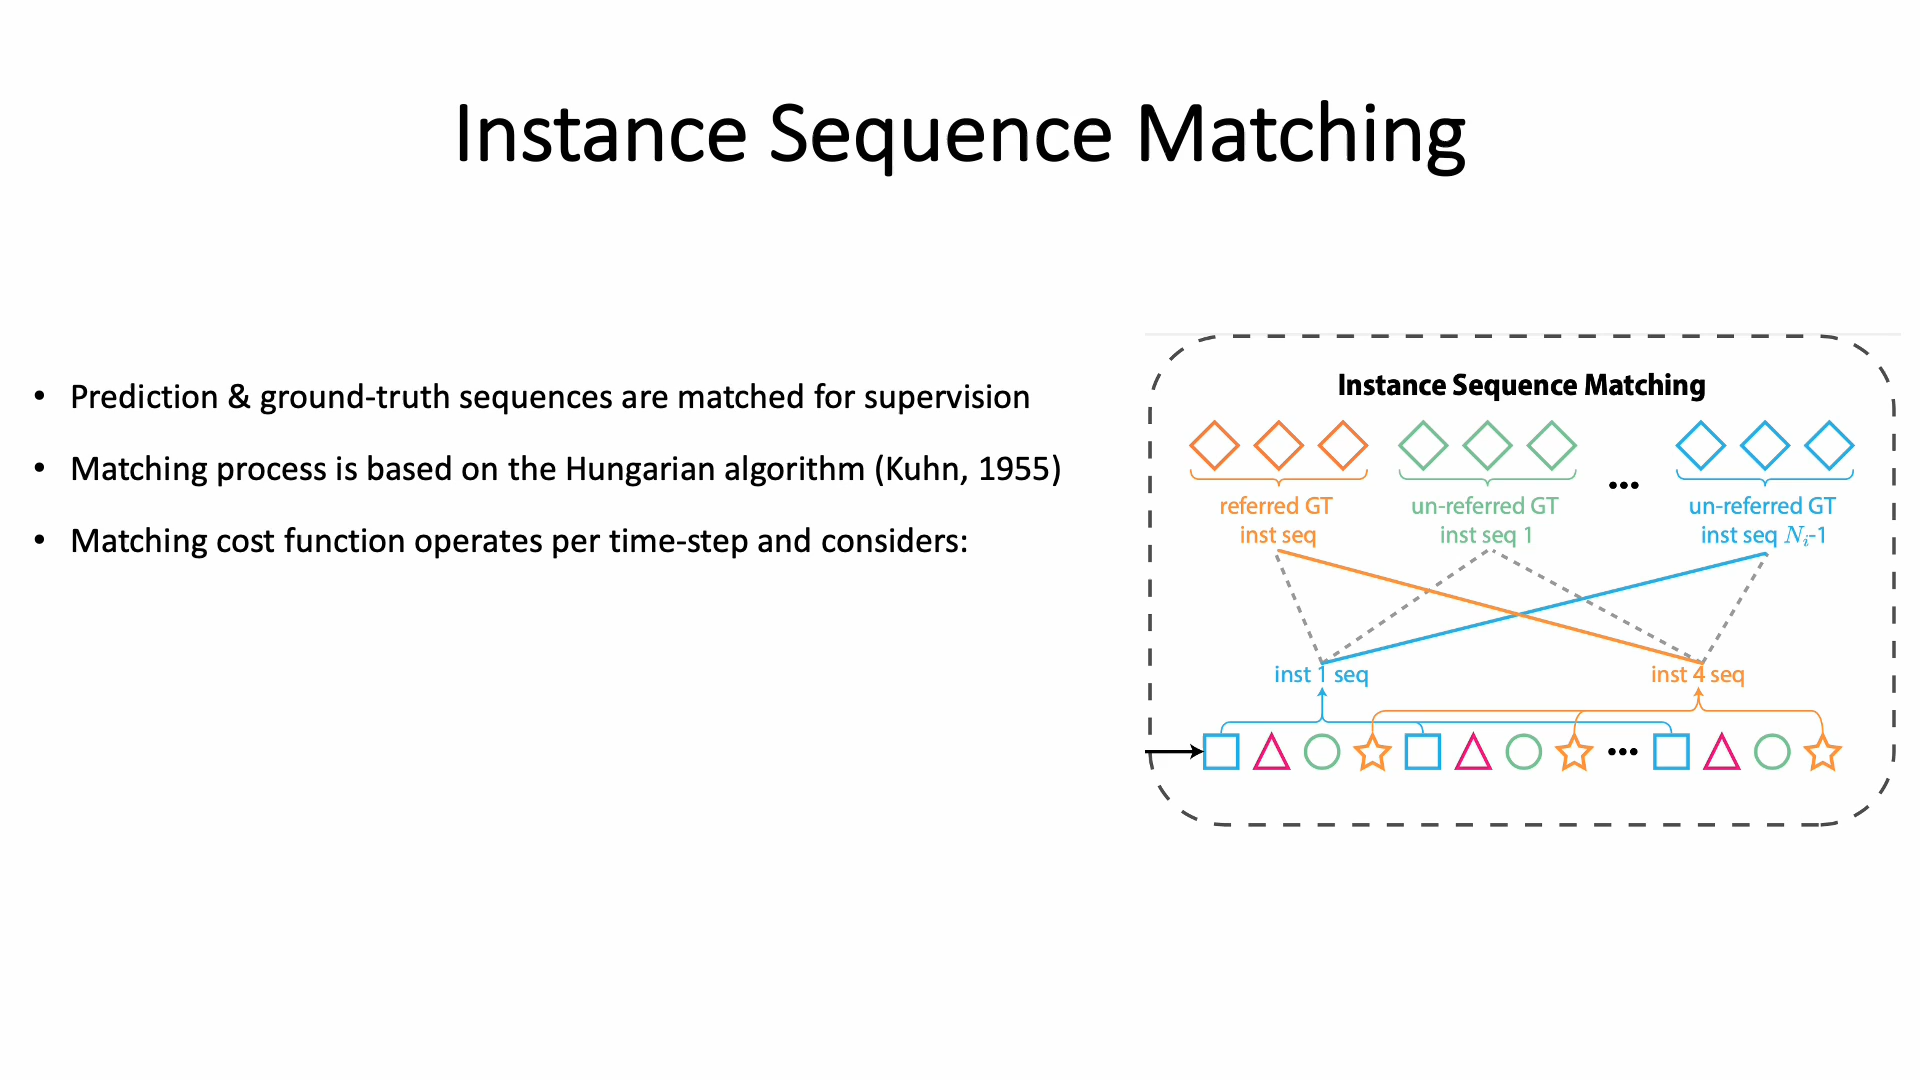 Instance Sequence Matching
• Prediction & ground-truth sequences are matched for supervision
• Matching process is based on the Hungarian algorithm (Kuhn, 1955)
• Matching cost function operates per time-step and considers:
Instance Sequence Matching
referred GT
inst seq
un-referred GT
inst seq 1
...
un-referred GT
inst seq Nᵢ-1
inst 1 seq
inst 4 seq
...